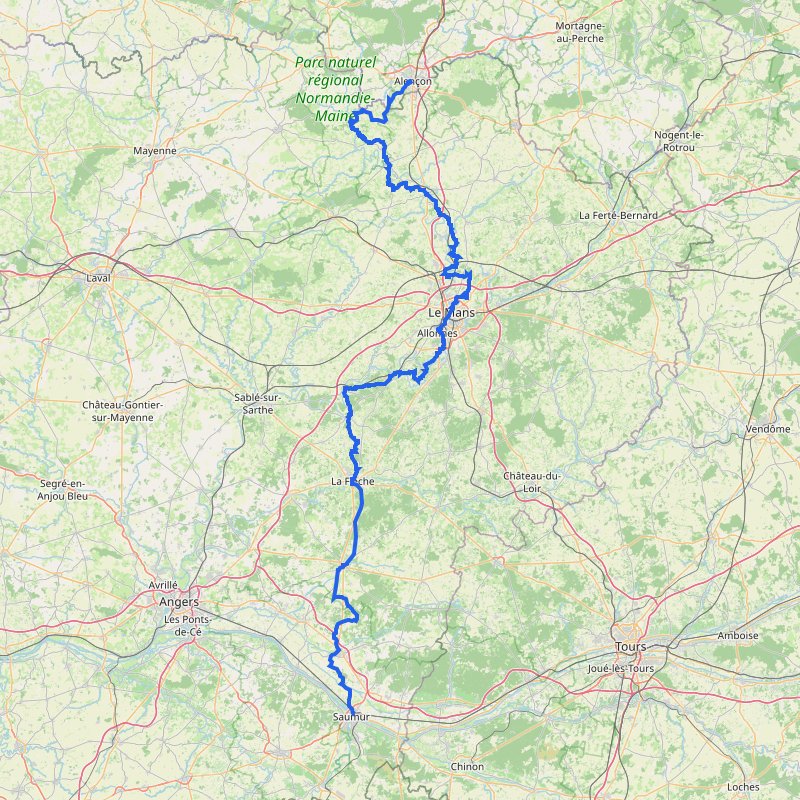 Mortagne-
au-Perche
Parc naturel
régional
Normandie-
Maine
Alençon
Nogent-le-
Rotrou
Mayenne
La Ferté-Bernard
Laval
Le Mans
Allonnes
Sablé-sur-
Sarthe
Château-Gontier-
sur-Mayenne
Vendôme
Segré-en-
Anjou Bleu
La Flèche
Château-du-
Loir
Avrillé
Angers
Les Ponts-
de-Cé
Amboise
Tours
Joué-lès-Tours
Saumur
Chinon
Loches